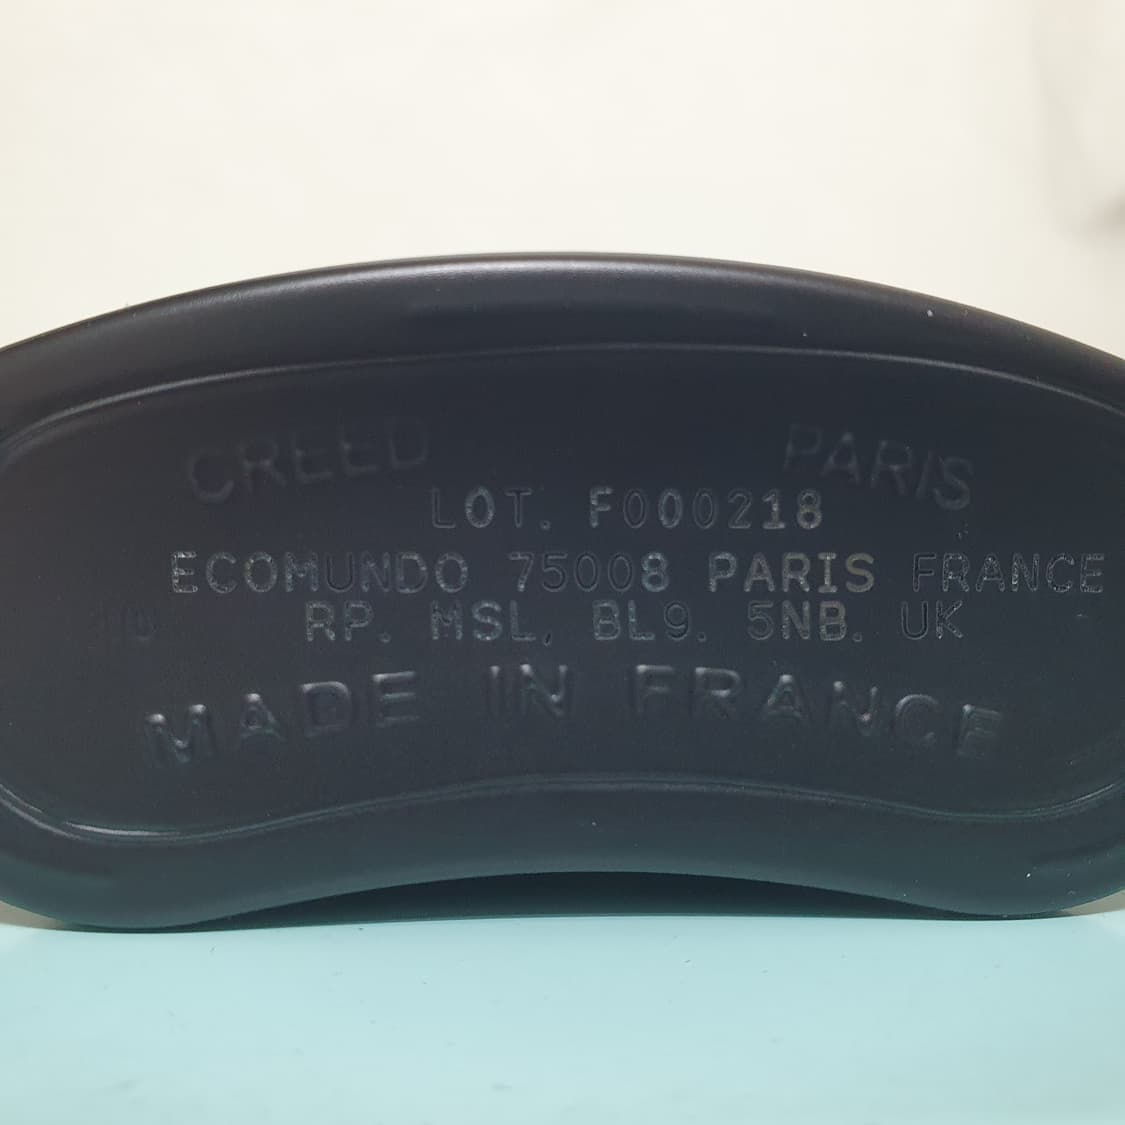 CREED PARIS
LOT. F000218
ECOMUNDO 75008 PARIS FRANCE
RP. MSL, BL9. 5NB. UK
MADE IN FRANCE